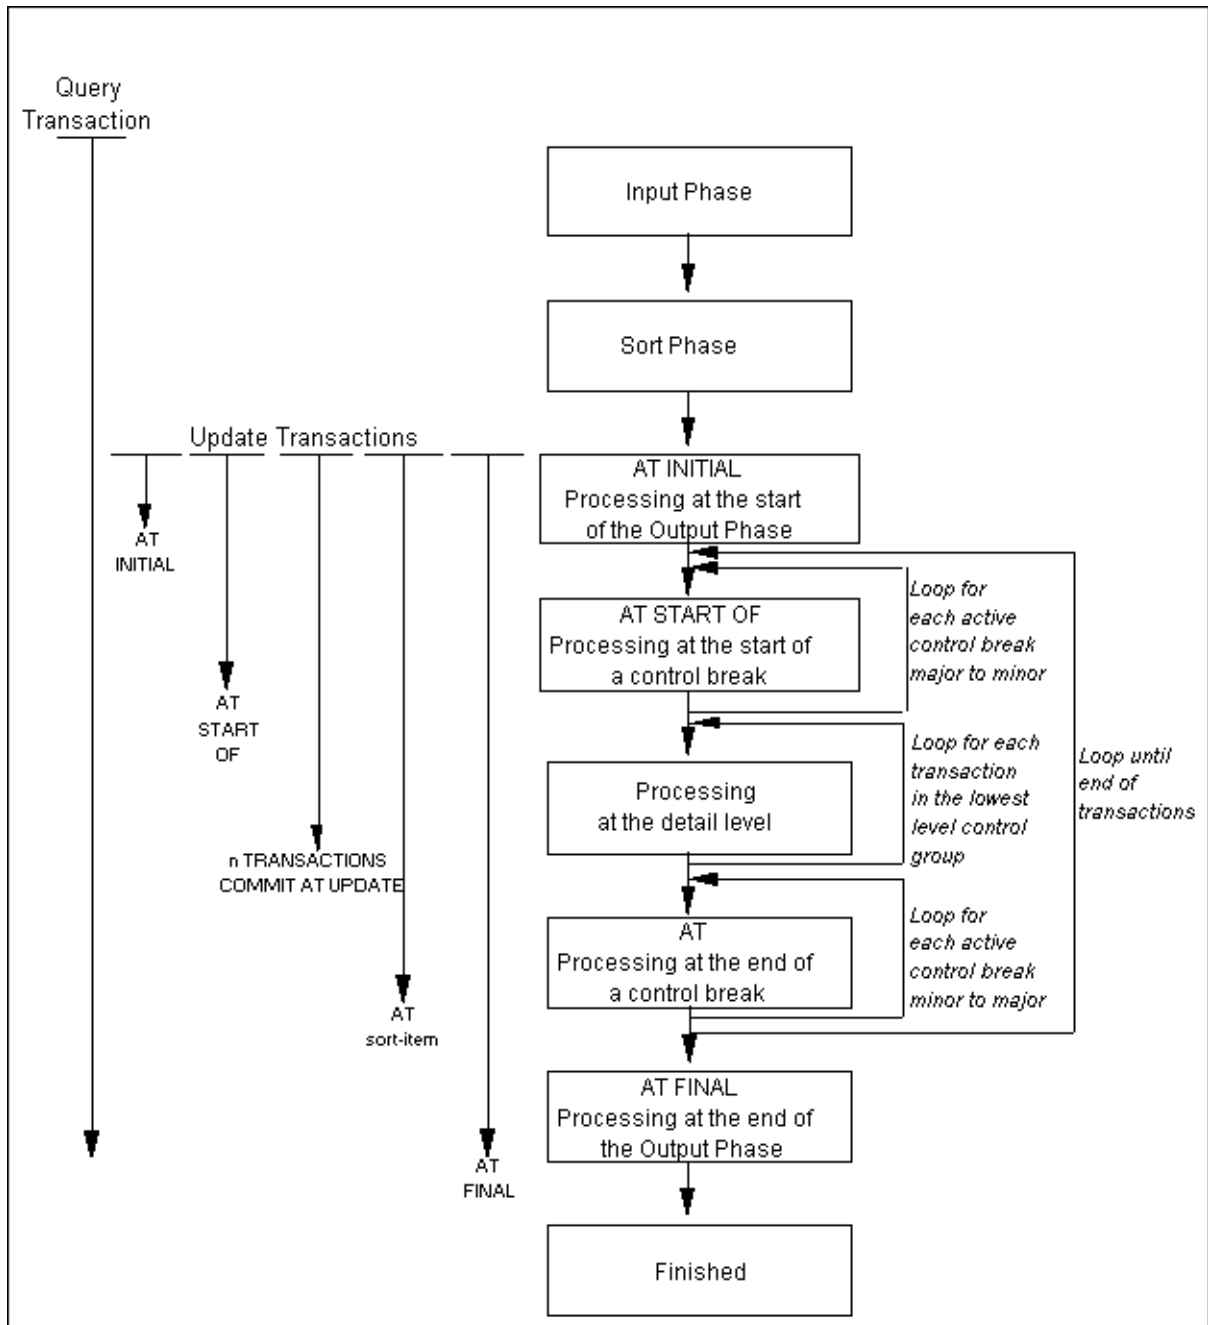 Query
Transaction
Input Phase
Sort Phase
Update Transactions
AT
INITIAL
AT
START
OF
n TRANSACTIONS
COMMIT AT UPDATE
AT
sort-item
AT
FINAL
AT INITIAL
Processing at the start
of the Output Phase
AT START OF
Processing at the start of
a control break
Loop for
each active
control break
major to minor
Processing
at the detail level
Loop for each
transaction
in the lowest
level control
group
Loop until
end of
transactions
AT
Processing at the end of
a control break
Loop for
each active
control break
minor to major
AT FINAL
Processing at the end of
the Output Phase
Finished